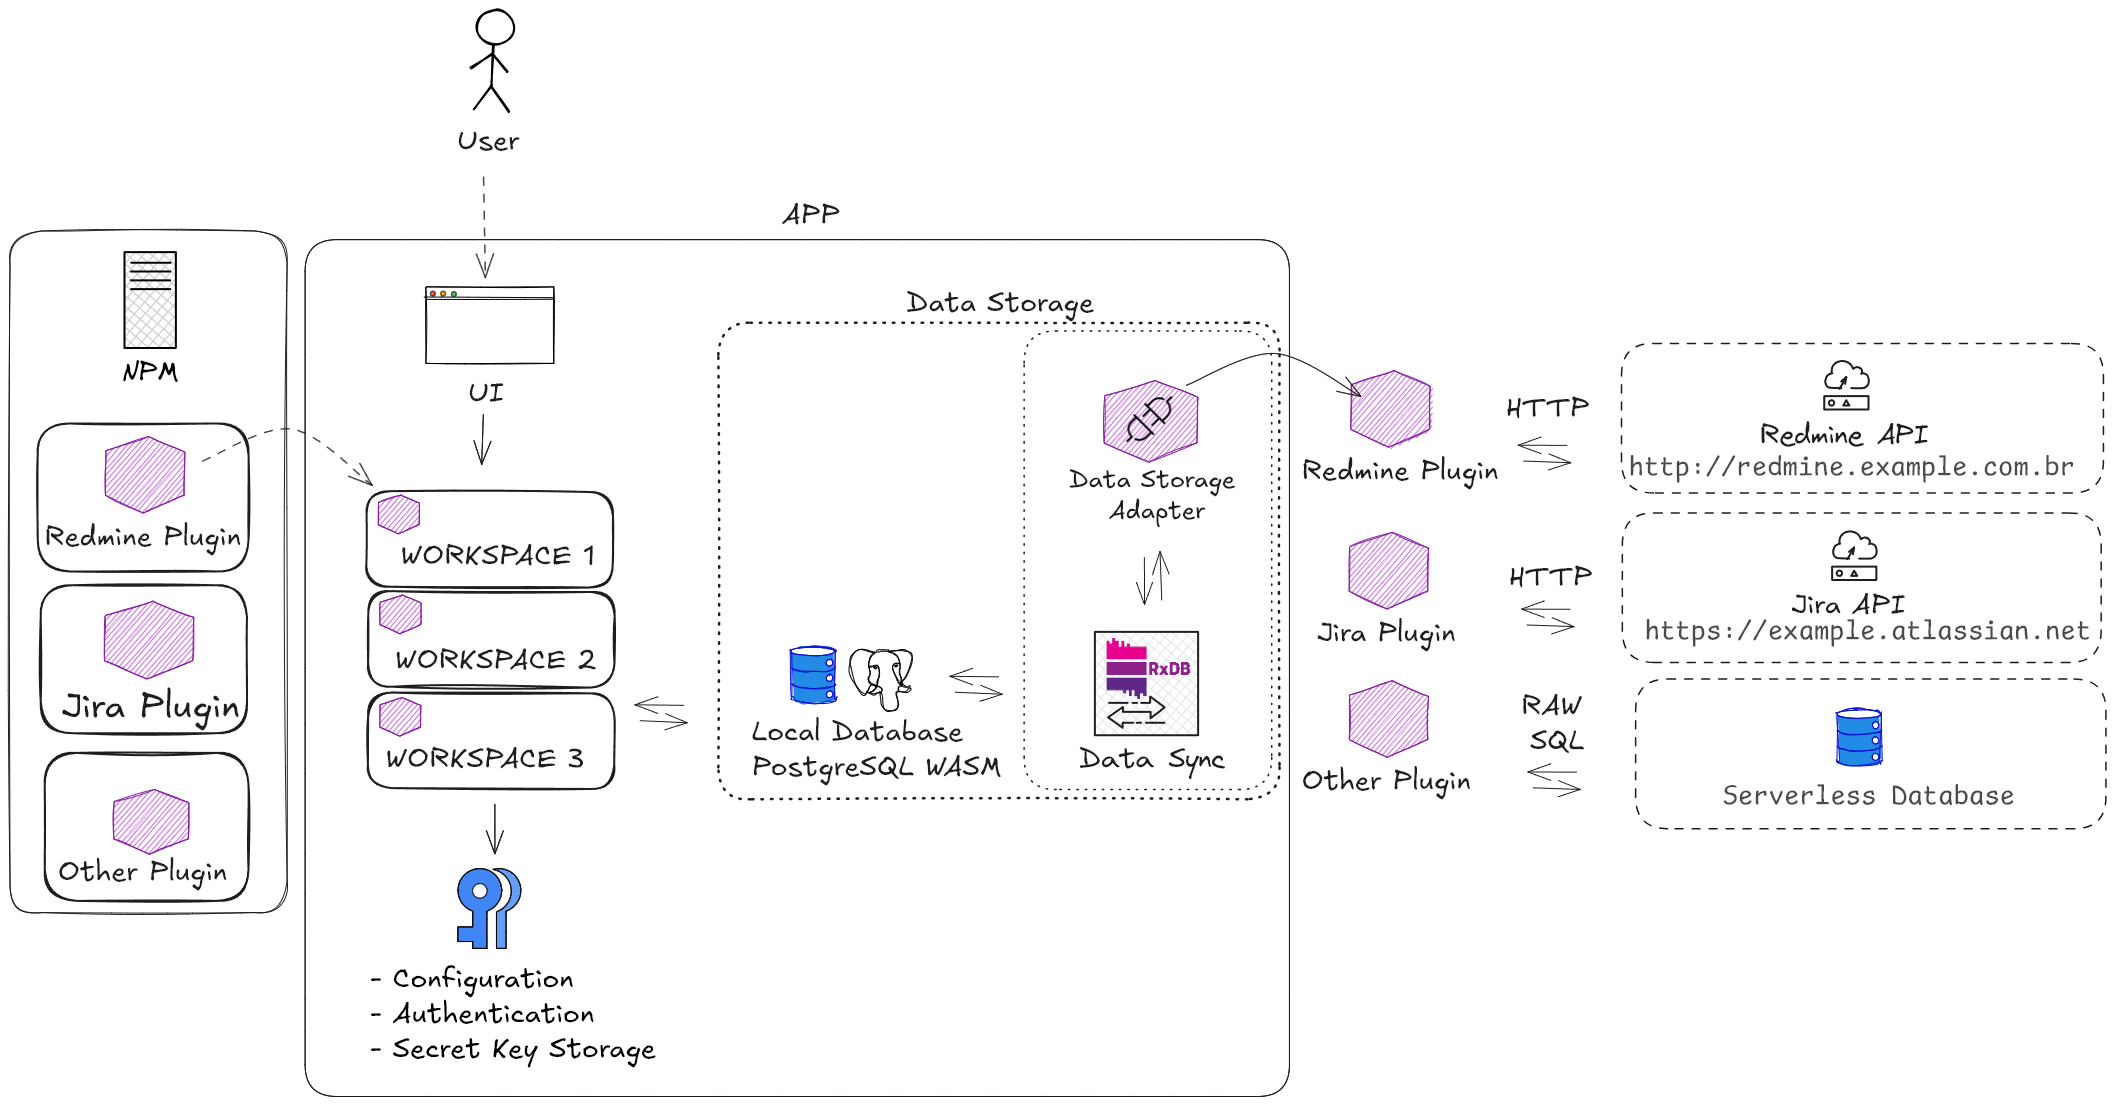 User
APP
NPM
Redmine Plugin
Jira Plugin
Other Plugin
UI
WORKSPACE 1
WORKSPACE 2
WORKSPACE 3
- Configuration
- Authentication
- Secret Key Storage
Data Storage
Local Database
PostgreSQL WASM
Data Storage
Adapter
RxDB
Data Sync
Redmine Plugin
HTTP
Redmine API
http://redmine.example.com.br
Jira Plugin
HTTP
Jira API
https://example.atlassian.net
Other Plugin
RAW
SQL
Serverless Database